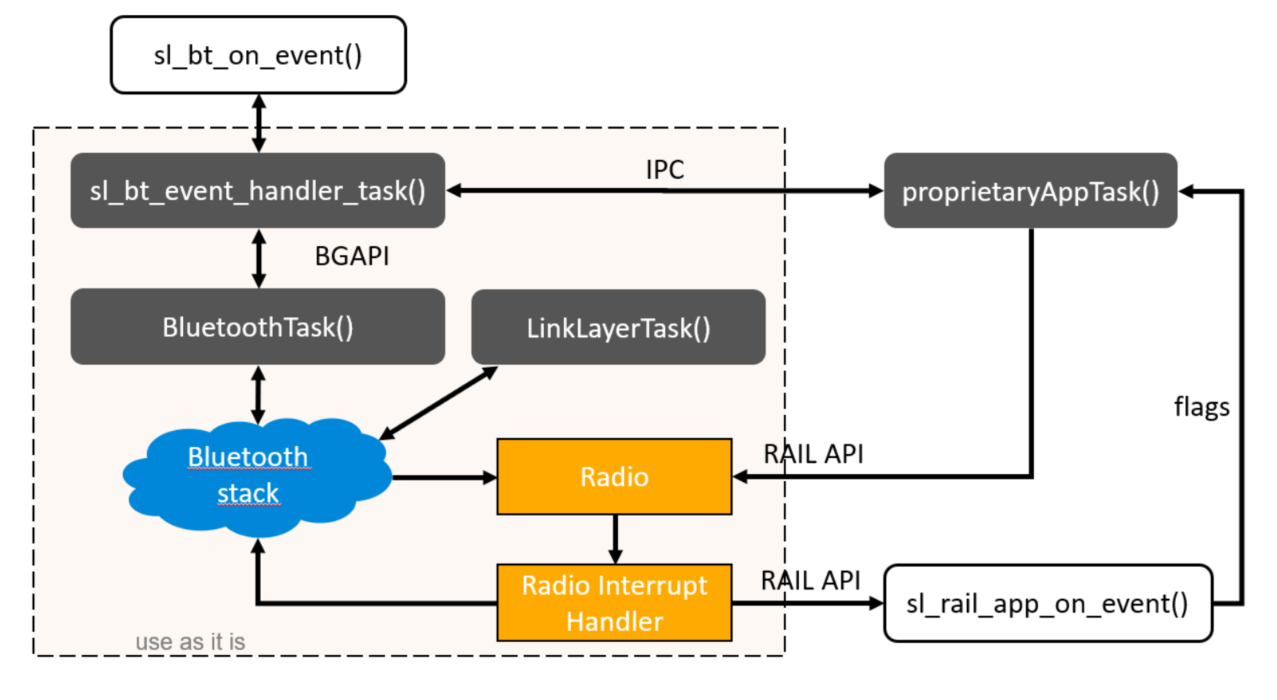 sl_bt_on_event()
sl_bt_event_handler_task()
IPC
proprietaryAppTask()
BGAPI
BluetoothTask()
LinkLayerTask()
flags
Bluetooth
stack
Radio
RAIL API
Radio Interrupt
Handler
RAIL API
sl_rail_app_on_event()
use as it is